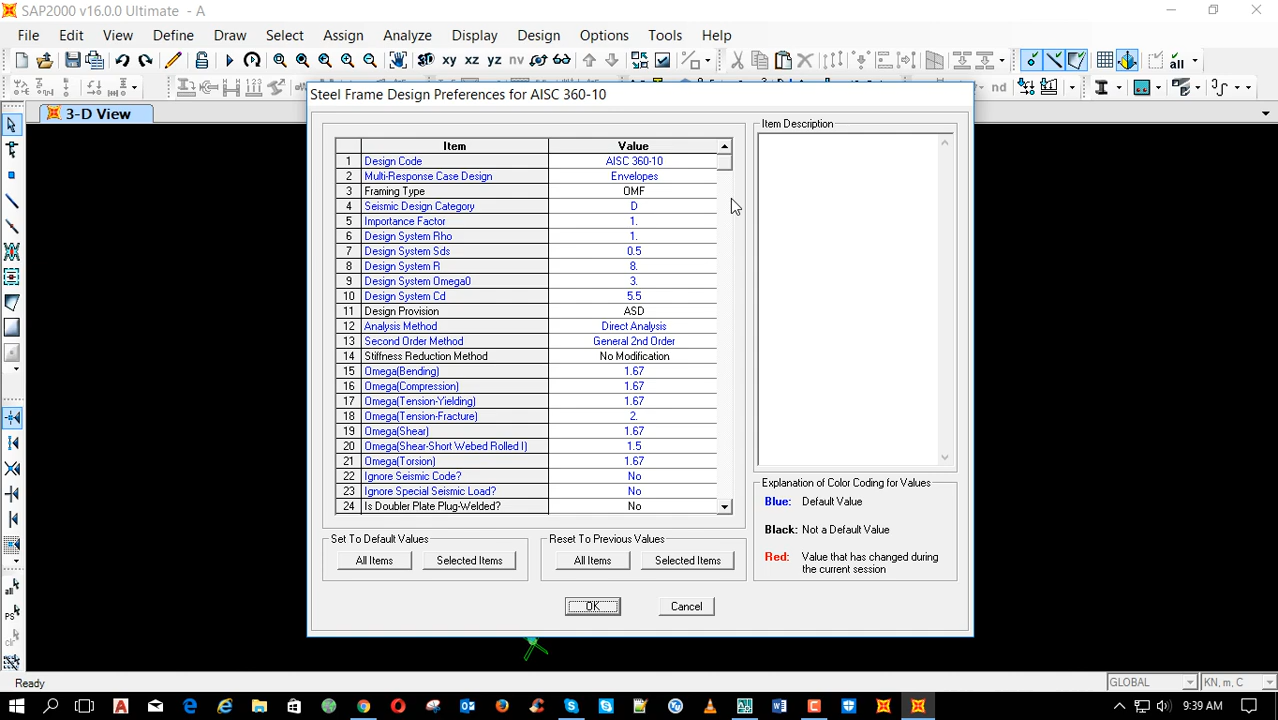 SAP2000 v16.0.0 Ultimate - A
File Edit View Define Draw Select Assign Analyze Display Design Options Tools Help
3D xy xz yz nv
all
3-D View
Steel Frame Design Preferences for AISC 360-10
Item Value
1 Design Code AISC 360-10
2 Multi-Response Case Design Envelopes
3 Framing Type OMF
4 Seismic Design Category D
5 Importance Factor 1.
6 Design System Rho 1.
7 Design System Sds 0.5
8 Design System R 8.
9 Design System Omega0 3.
10 Design System Cd 5.5
11 Design Provision ASD
12 Analysis Method Direct Analysis
13 Second Order Method General 2nd Order
14 Stiffness Reduction Method No Modification
15 Omega(Bending) 1.67
16 Omega(Compression) 1.67
17 Omega(Tension-Yielding) 1.67
18 Omega(Tension-Fracture) 2.
19 Omega(Shear) 1.67
20 Omega(Shear-Short Webed Rolled I) 1.5
21 Omega(Torsion) 1.67
22 Ignore Seismic Code? No
23 Ignore Special Seismic Load? No
24 Is Doubler Plate Plug-Welded? No
Item Description
Explanation of Color Coding for Values
Blue: Default Value
Black: Not a Default Value
Red: Value that has changed during
the current session
Set To Default Values
All Items Selected Items
Reset To Previous Values
All Items Selected Items
OK Cancel
all
PS
clr
Ready
GLOBAL KN, m, C
9:39 AM